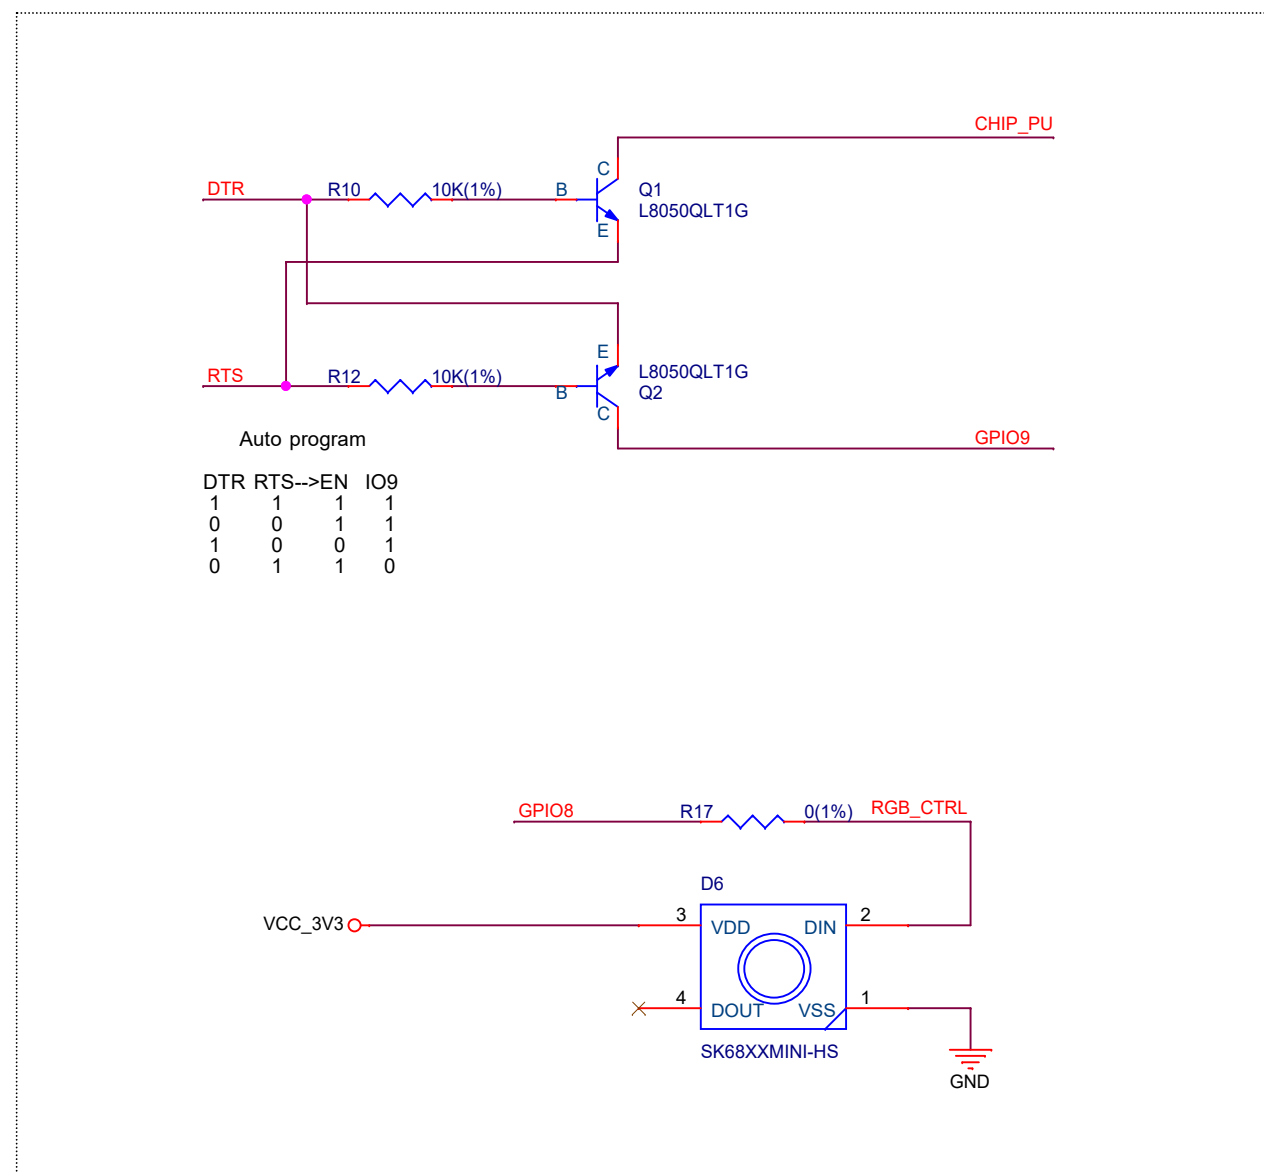 CHIP_PU
C
DTR R10 10K(1%) B Q1
L8050QLT1G
E
E
L8050QLT1G
RTS R12 10K(1%) B Q2
C
Auto program
GPIO9
DTR RTS-->EN IO9
1 1 1 1
0 0 1 1
1 0 0 1
0 1 1 0
GPIO8 R17 0(1%) RGB_CTRL
D6
VCC_3V3 3 VDD DIN 2
4 DOUT VSS 1
SK68XXMINI-HS
GND